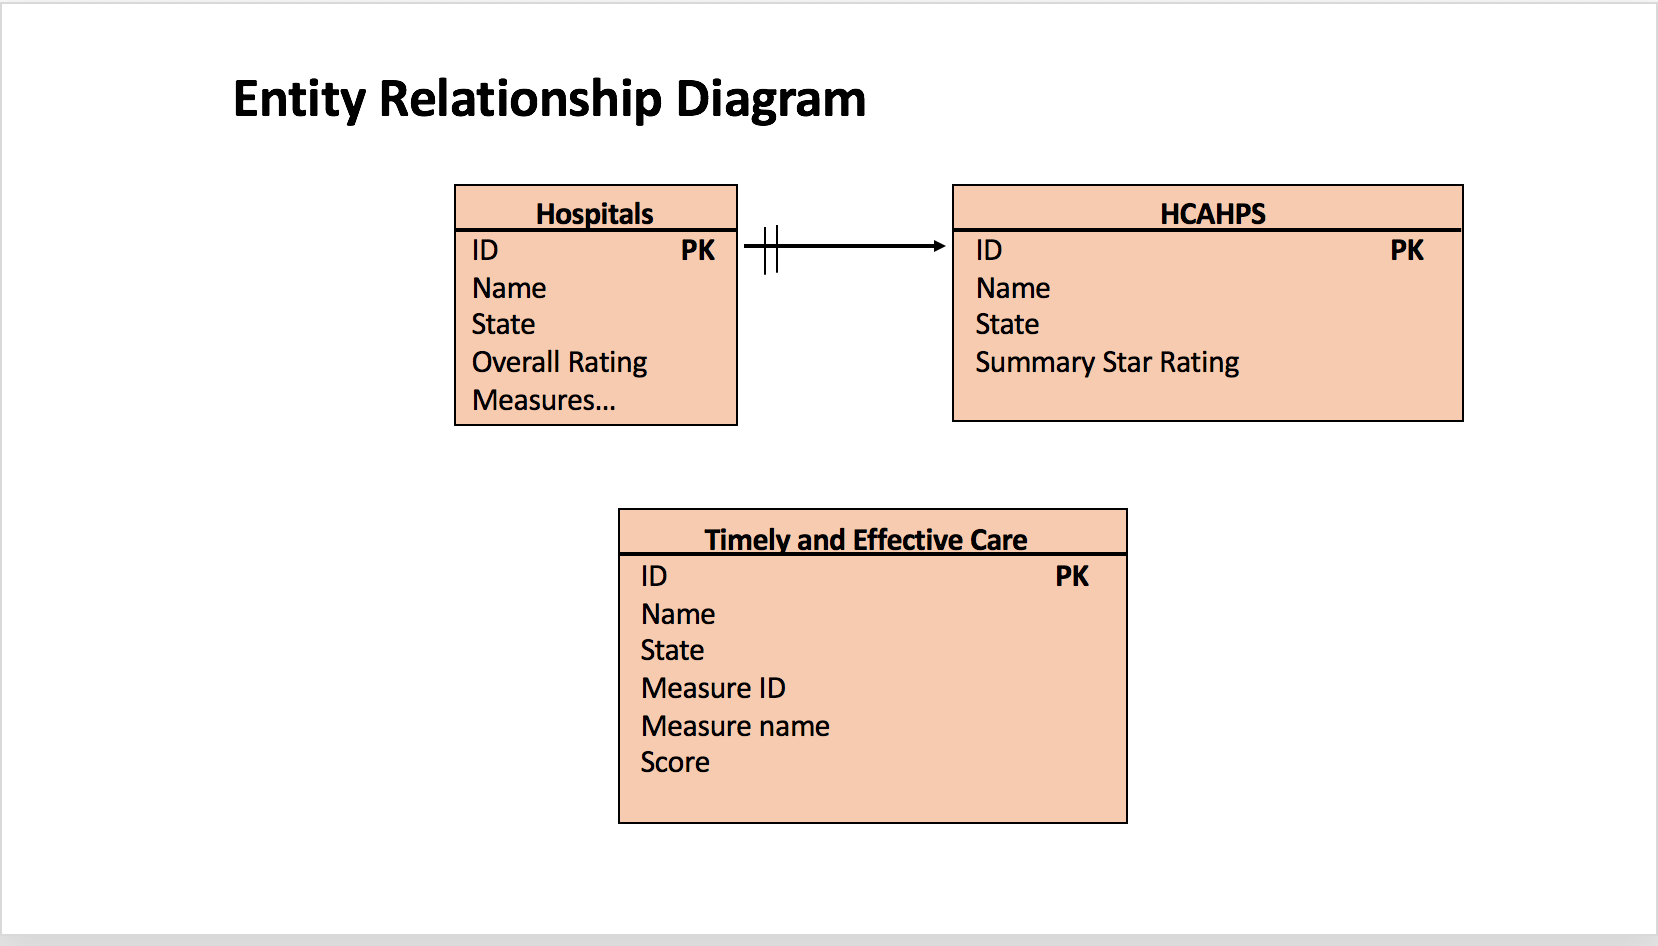 Entity Relationship Diagram
Hospitals
ID PK
Name
State
Overall Rating
Measures...
HCAHPS
ID PK
Name
State
Summary Star Rating
Timely and Effective Care
ID PK
Name
State
Measure ID
Measure name
Score